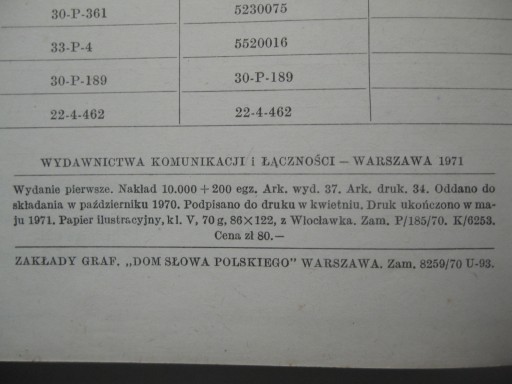 30-P-361 5230075
33-P-4 5520016
30-P-189 30-P-189
22-4-462 22-4-462
WYDAWNICTWA KOMUNIKACJI i ŁĄCZNOŚCI — WARSZAWA 1971
Wydanie pierwsze. Nakład 10.000 + 200 egz. Ark. wyd. 37. Ark. druk. 34. Oddano do
składania w październiku 1970. Podpisano do druku w kwietniu. Druk ukończono w ma-
ju 1971. Papier ilustracyjny, kl. V, 70 g, 86×122, z Włocławka. Zam. P/185/70. K/6253.
Cena zł 80.—
ZAKŁADY GRAF. „DOM SŁOWA POLSKIEGO” WARSZAWA. Zam. 8259/70 U-93.